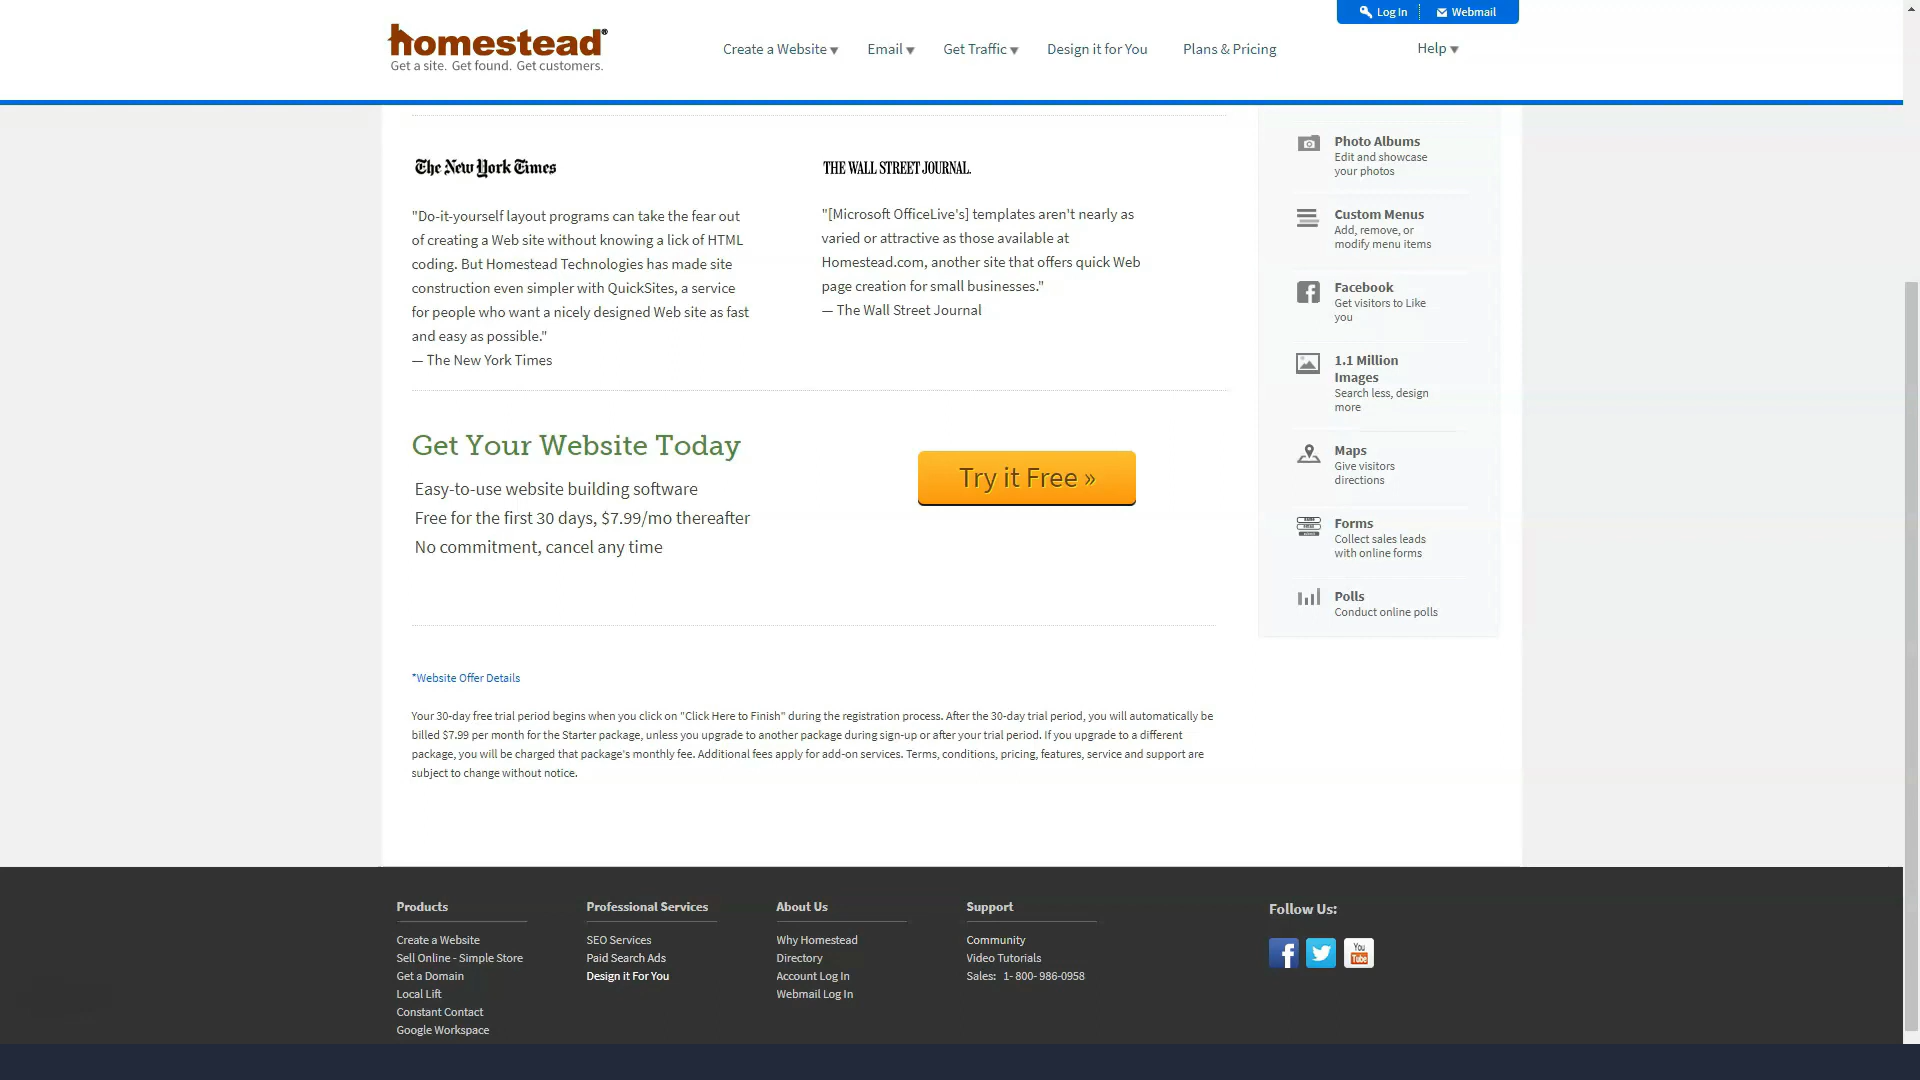 Log In
Webmail
homestead®
Get a site. Get found. Get customers.
Create a Website
Email
Get Traffic
Design it for You
Plans & Pricing
Help
The New York Times
"Do-it-yourself layout programs can take the fear out
of creating a Web site without knowing a lick of HTML
coding. But Homestead Technologies has made site
construction even simpler with QuickSites, a service
for people who want a nicely designed Web site as fast
and easy as possible."
— The New York Times
THE WALL STREET JOURNAL.
"[Microsoft OfficeLive's] templates aren't nearly as
varied or attractive as those available at
Homestead.com, another site that offers quick Web
page creation for small businesses."
— The Wall Street Journal
Get Your Website Today
Easy-to-use website building software
Free for the first 30 days, $7.99/mo thereafter
No commitment, cancel any time
Try it Free »
Photo Albums
Edit and showcase
your photos
Custom Menus
Add, remove, or
modify menu items
Facebook
Get visitors to Like
you
1.1 Million
Images
Search less, design
more
Maps
Give visitors
directions
Forms
Collect sales leads
with online forms
Polls
Conduct online polls
*Website Offer Details
Your 30-day free trial period begins when you click on "Click Here to Finish" during the registration process. After the 30-day trial period, you will automatically be
billed $7.99 per month for the Starter package, unless you upgrade to another package during sign-up or after your trial period. If you upgrade to a different
package, you will be charged that package's monthly fee. Additional fees apply for add-on services. Terms, conditions, pricing, features, service and support are
subject to change without notice.
Products
Create a Website
Sell Online - Simple Store
Get a Domain
Local Lift
Constant Contact
Google Workspace
Professional Services
SEO Services
Paid Search Ads
Design it For You
About Us
Why Homestead
Directory
Account Log In
Webmail Log In
Support
Community
Video Tutorials
Sales: 1- 800- 986-0958
Follow Us:
You
Tube